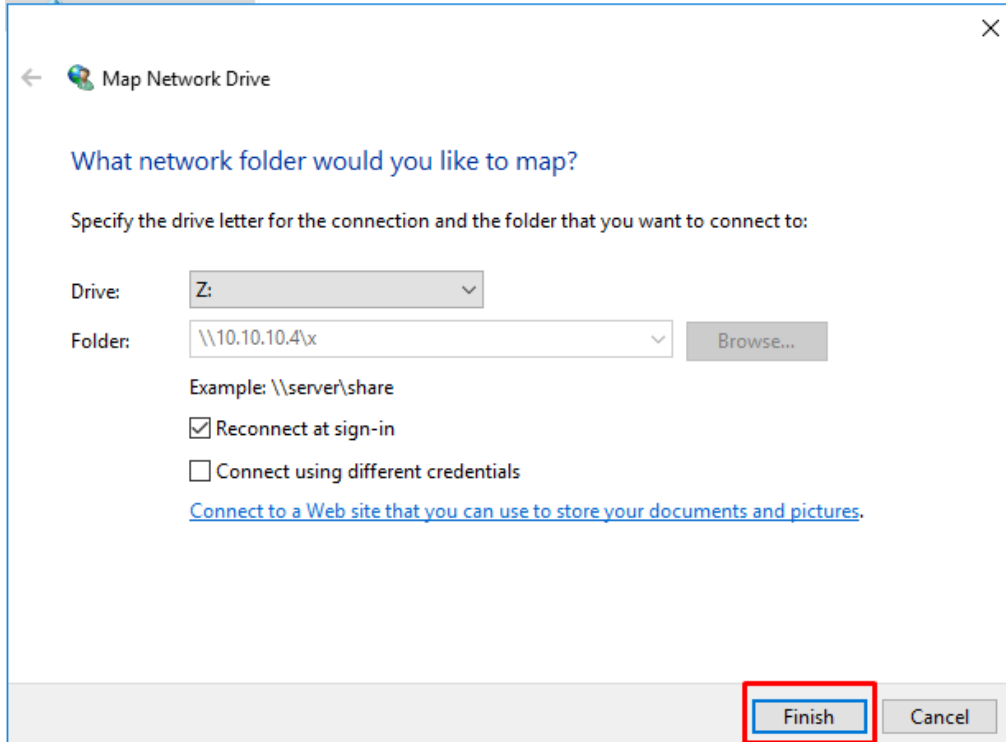 Map Network Drive
What network folder would you like to map?
Specify the drive letter for the connection and the folder that you want to connect to:
Drive: Z:
Folder: \\10.10.10.4\x Browse...
Example: \\server\share
Reconnect at sign-in
Connect using different credentials
Connect to a Web site that you can use to store your documents and pictures.
Finish Cancel